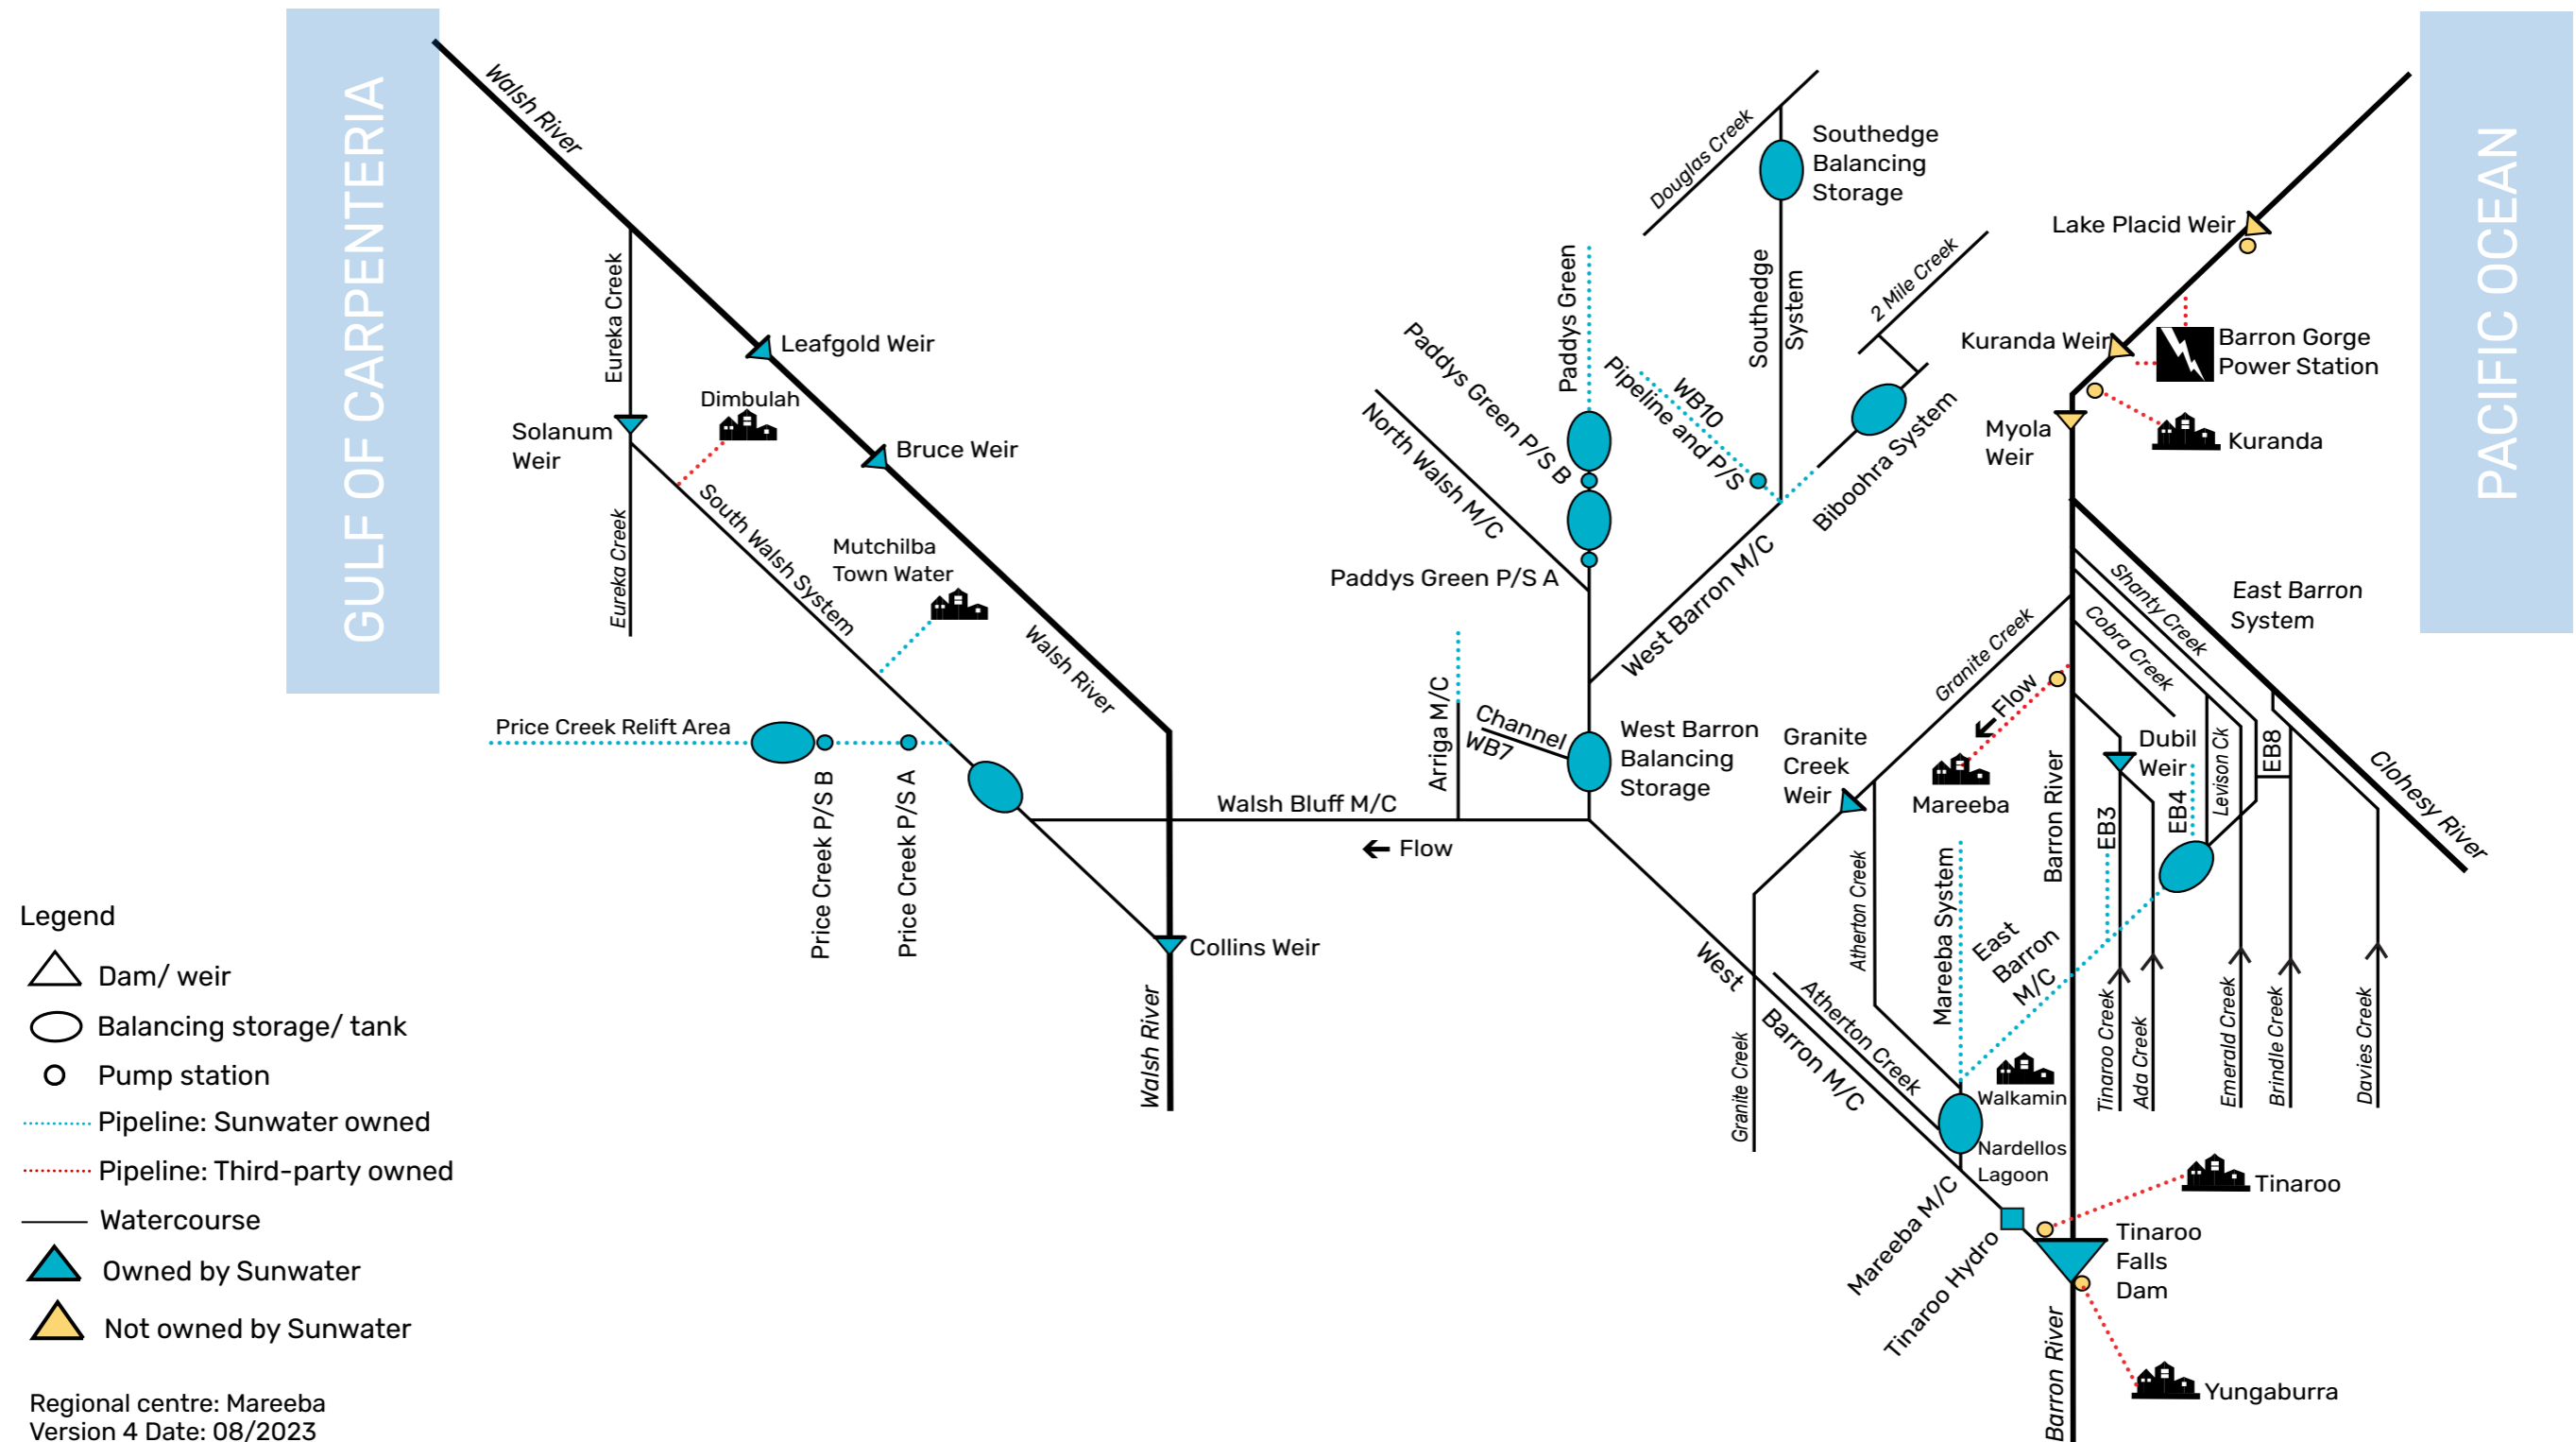 GULF OF CARPENTERIA
PACIFIC OCEAN
Walsh River
Eureka Creek
Leafgold Weir
Dimbulah
Solanum
Weir
Bruce Weir
Eureka Creek
South Walsh System
Mutchilba
Town Water
Walsh River
Price Creek Relift Area
Price Creek P/S B
Price Creek P/S A
Walsh Bluff M/C
← Flow
Collins Weir
Walsh River
Douglas Creek
Southedge
Balancing
Storage
Southedge
System
2 Mile Creek
Paddys Green
Paddys Green P/S B
North Walsh M/C
WB10
Pipeline and P/S
Biboohra System
Paddys Green P/S A
West Barron M/C
Arriga M/C
Channel
WB7
West Barron
Balancing
Storage
Lake Placid Weir
Kuranda Weir
Barron Gorge
Power Station
Myola
Weir
Kuranda
Shanty Creek
East Barron
System
Cobra Creek
Granite Creek
Flow
Mareeba
Granite
Creek
Weir
Barron River
Dubil
Weir
Levison Ck
EB8
EB3
EB4
Clohesy River
Atherton Creek
Mareeba System
East
Barron
M/C
West
Barron M/C
Atherton Creek
Granite Creek
Tinaroo Creek
Ada Creek
Emerald Creek
Brindle Creek
Davies Creek
Walkamin
Nardellos
Lagoon
Mareeba M/C
Tinaroo Hydro
Tinaroo
Tinaroo
Falls
Dam
Barron River
Yungaburra
Legend
Dam/ weir
Balancing storage/ tank
Pump station
Pipeline: Sunwater owned
Pipeline: Third-party owned
Watercourse
Owned by Sunwater
Not owned by Sunwater
Regional centre: Mareeba
Version 4 Date: 08/2023